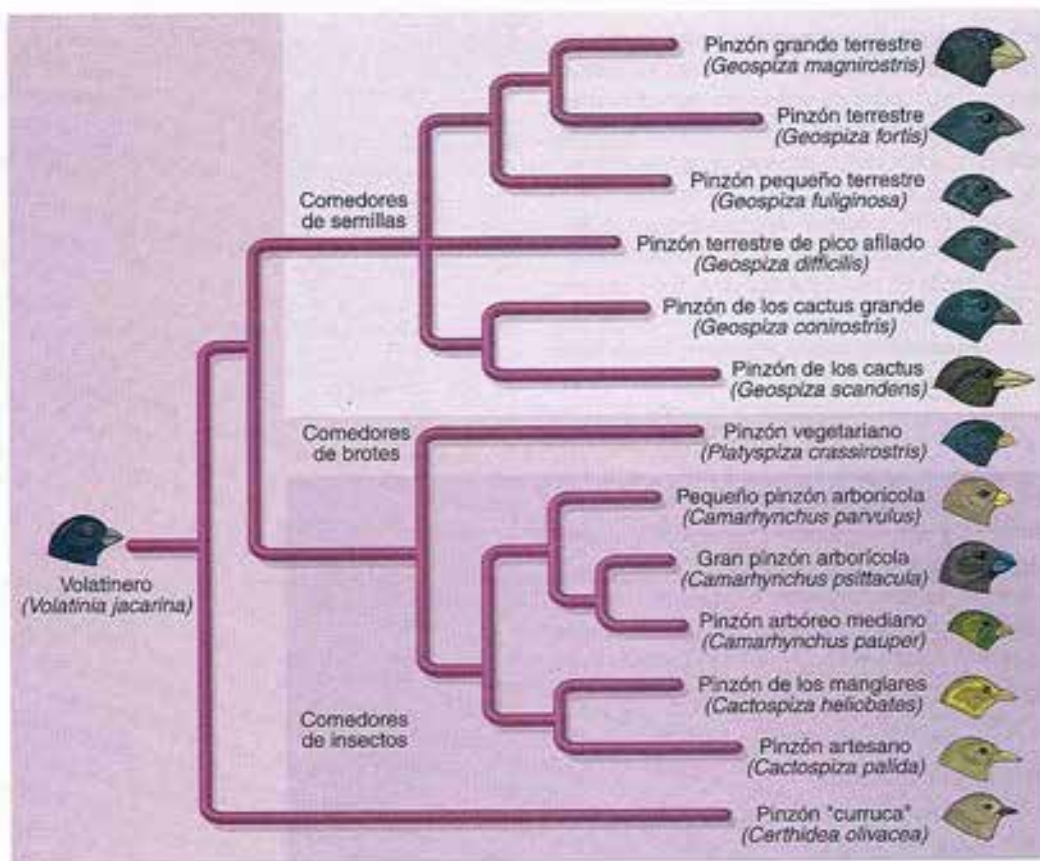 Pinzón grande terrestre
(Geospiza magnirostris)
Pinzón terrestre
(Geospiza fortis)
Pinzón pequeño terrestre
(Geospiza fuliginosa)
Comedores
de semillas
Pinzón terrestre de pico afilado
(Geospiza difficilis)
Pinzón de los cactus grande
(Geospiza conirostris)
Pinzón de los cactus
(Geospiza scandens)
Comedores
de brotes
Pinzón vegetariano
(Platyspiza crassirostris)
Pequeño pinzón arborícola
(Camarhynchus parvulus)
Gran pinzón arborícola
(Camarhynchus psittacula)
Volatinero
(Volatinia jacarina)
Pinzón arbóreo mediano
(Camarhynchus pauper)
Pinzón de los manglares
(Cactospiza heliobates)
Comedores
de insectos
Pinzón artesano
(Cactospiza palida)
Pinzón "curruca"
(Certhidea olivacea)